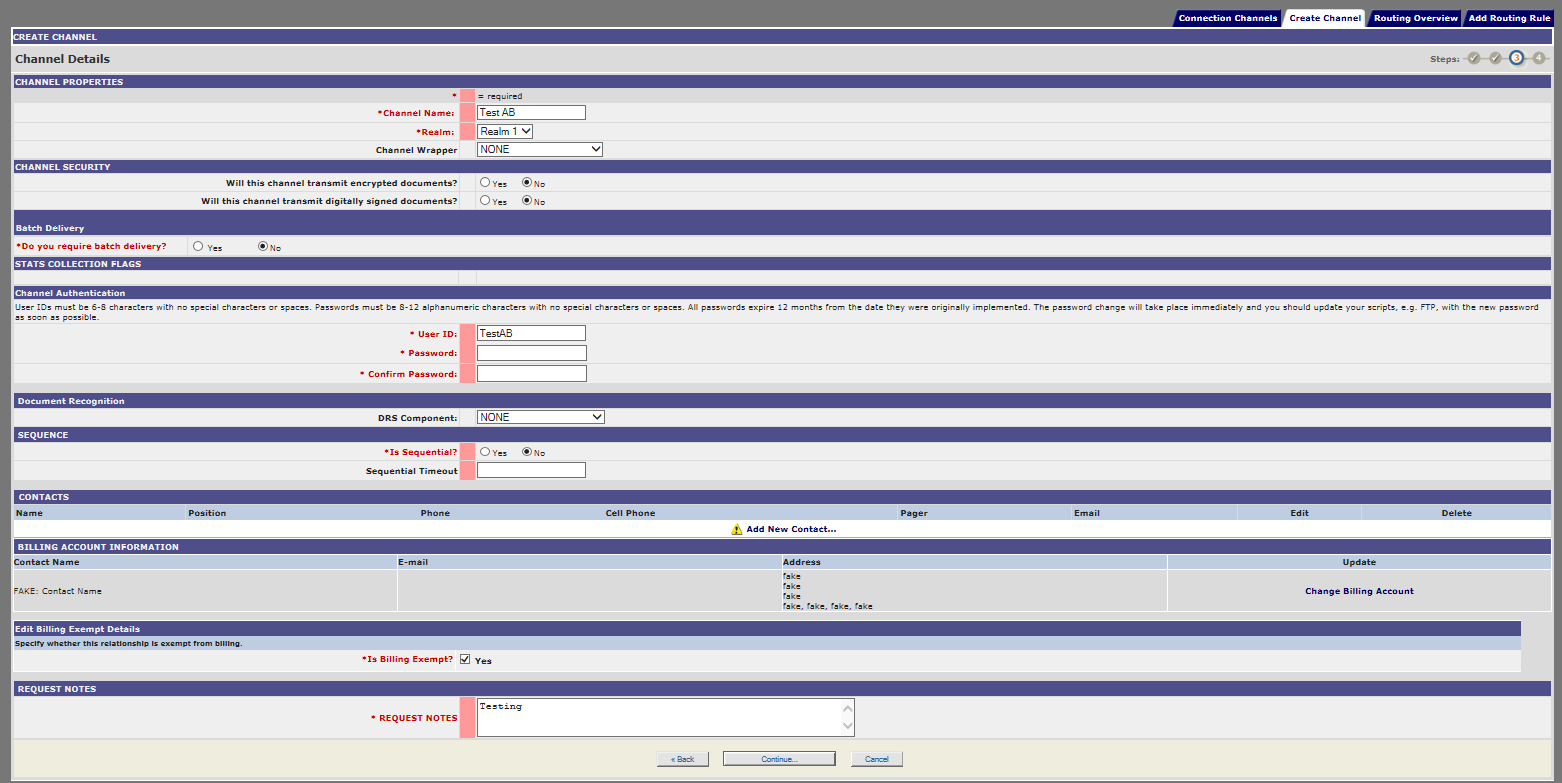 Connection Channels Create Channel Routing Overview Add Routing Rule
CREATE CHANNEL
Channel Details Steps: 3 4
CHANNEL PROPERTIES
* = required
*Channel Name: Test AB
*Realm: Realm 1
Channel Wrapper NONE
CHANNEL SECURITY
Will this channel transmit encrypted documents? Yes No
Will this channel transmit digitally signed documents? Yes No
Batch Delivery
*Do you require batch delivery? Yes No
STATS COLLECTION FLAGS
Channel Authentication
User IDs must be 6-8 characters with no special characters or spaces. Passwords must be 8-12 alphanumeric characters with no special characters or spaces. All passwords expire 12 months from the date they were originally implemented. The password change will take place immediately and you should update your scripts, e.g. FTP, with the new password
as soon as possible.
* User ID: TestAB
* Password:
* Confirm Password:
Document Recognition
DRS Component: NONE
SEQUENCE
*Is Sequential? Yes No
Sequential Timeout
CONTACTS
Name Position Phone Cell Phone Pager Email Edit Delete
Add New Contact...
BILLING ACCOUNT INFORMATION
Contact Name E-mail Address Update
fake
fake
FAKE: Contact Name Change Billing Account
fake
fake, fake, fake, fake
Edit Billing Exempt Details
Specify whether this relationship is exempt from billing.
*Is Billing Exempt? Yes
REQUEST NOTES
* REQUEST NOTES Testing
« Back Continue... Cancel